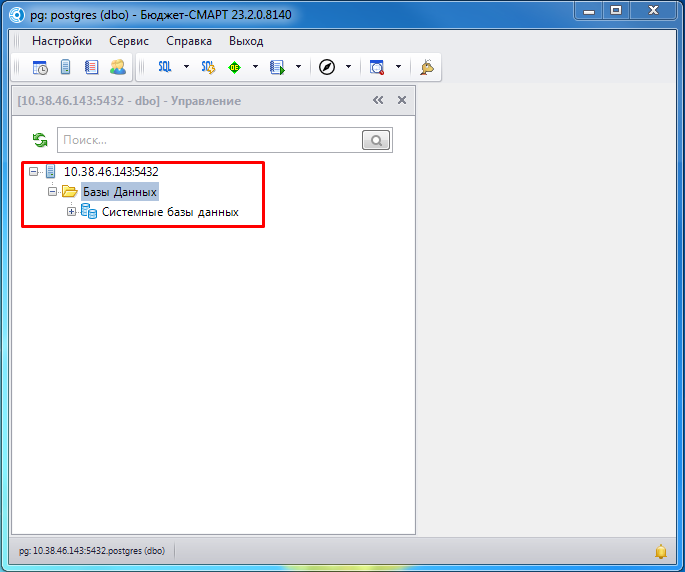 pg: postgres (dbo) - Бюджет-СМАРТ 23.2.0.8140
Настройки Сервис Справка Выход
SQL SQL DE
[10.38.46.143:5432 - dbo] - Управление
Поиск...
10.38.46.143:5432
Базы Данных
Системные базы данных
pg: 10.38.46.143:5432.postgres (dbo)